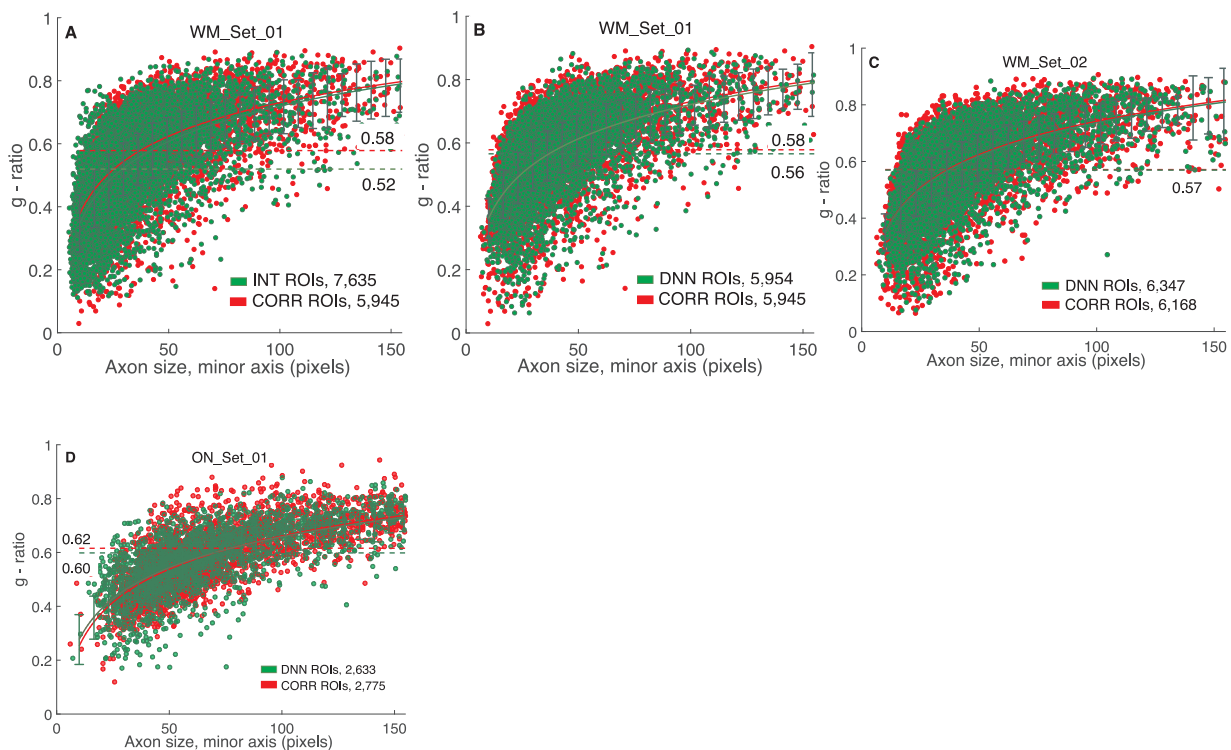 A
WM_Set_01
1
0.8
0.6
0.4
0.2
0
g - ratio
0.58
0.52
INT ROIs, 7,635
CORR ROIs, 5,945
0 50 100 150
Axon size, minor axis (pixels)
B
WM_Set_01
1
0.8
0.6
0.4
0.2
0
g - ratio
0.58
0.56
DNN ROIs, 5,954
CORR ROIs, 5,945
0 50 100 150
Axon size, minor axis (pixels)
C
WM_Set_02
1
0.8
0.6
0.4
0.2
0
g - ratio
0.57
DNN ROIs, 6,347
CORR ROIs, 6,168
0 50 100 150
Axon size, minor axis (pixels)
D
ON_Set_01
1
0.8
0.6
0.4
0.2
0
g - ratio
0.62
0.60
DNN ROIs, 2,633
CORR ROIs, 2,775
0 50 100 150
Axon size, minor axis (pixels)